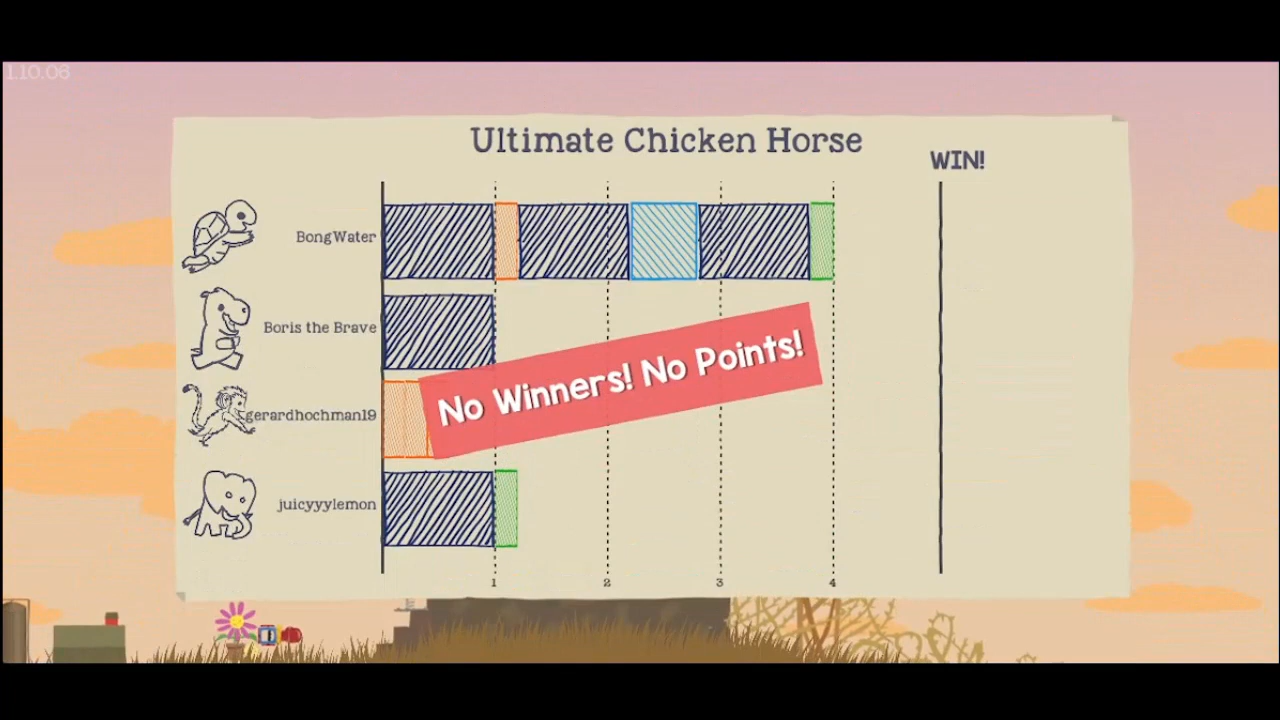 1.10.06
Ultimate Chicken Horse
WIN!
BongWater
Boris the Brave
No Winners! No Points!
gerardhochman19
juicyyylemon
1 2 3 4